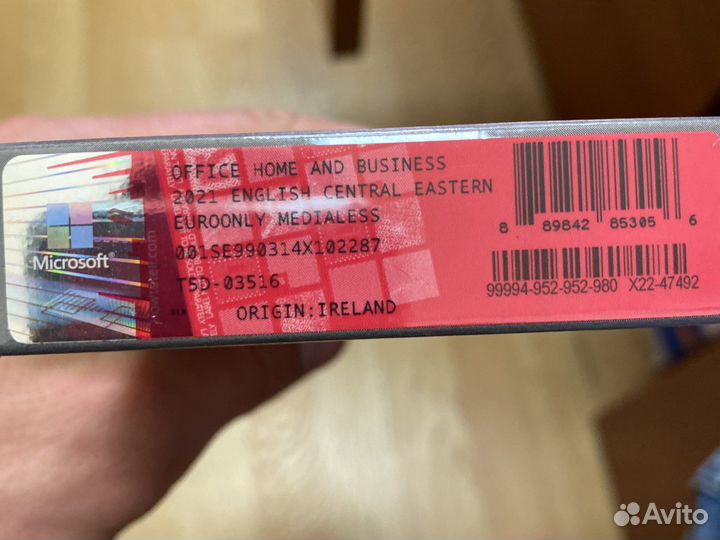 OFFICE HOME AND BUSINESS
2021 ENGLISH CENTRAL EASTERN
EUROONLY MEDIALESS
001SE990314X102287
T5D-03516
ORIGIN:IRELAND
Microsoft®
8 89842 85305 6
99994-952-952-980 X22-47492
Avito